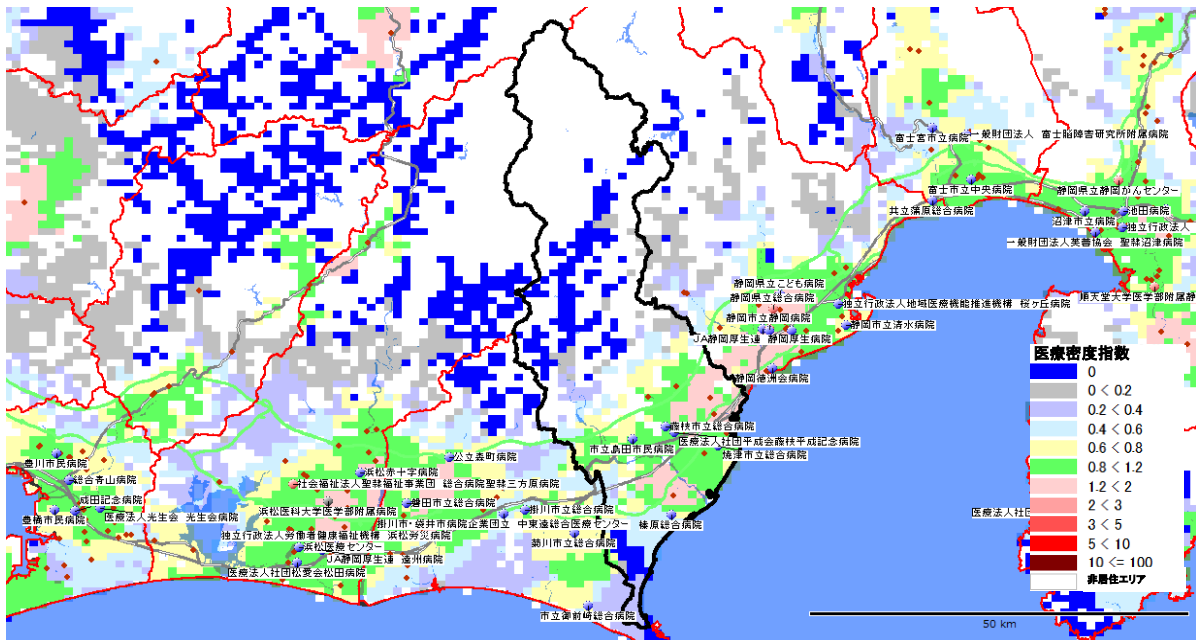 富士宮市立病院
一般財団法人 富士脳障害研究所附属病院
富士市立中央病院
静岡県立静岡がんセンター
共立蒲原総合病院
池田病院
沼津市立病院
独立行政法人
一般財団法人芙蓉協会 聖隷沼津病院
静岡県立こども病院
順天堂大学医学部附属静
静岡県立総合病院
独立行政法人地域医療機能推進機構 桜ヶ丘病院
静岡市立静岡病院
静岡市立清水病院
JA静岡厚生連 静岡厚生病院
静岡徳洲会病院
医療密度指数
0
0 < 0.2
0.2 < 0.4
0.4 < 0.6
0.6 < 0.8
0.8 < 1.2
1.2 < 2
2 < 3
3 < 5
5 < 10
10 <= 100
非居住エリア
藤枝市立総合病院
医療法人社団平成会藤枝平成記念病院
市立島田市民病院
焼津市立総合病院
公立森町病院
豊川市民病院
浜松赤十字病院
総合青山病院
社会福祉法人聖隷福祉事業団 総合病院聖隷三方原病院
成田記念病院
磐田市立総合病院
豊橋市民病院
医療法人光生会 光生会病院
浜松医科大学医学部附属病院
掛川市立総合病院
掛川市・袋井市病院企業団立 中東遠総合医療センター
榛原総合病院
医療法人社団
独立行政法人労働者健康福祉機構 浜松労災病院
菊川市立総合病院
浜松医療センター
JA静岡厚生連 遠州病院
医療法人社団松愛会松田病院
市立御前崎総合病院
50 km